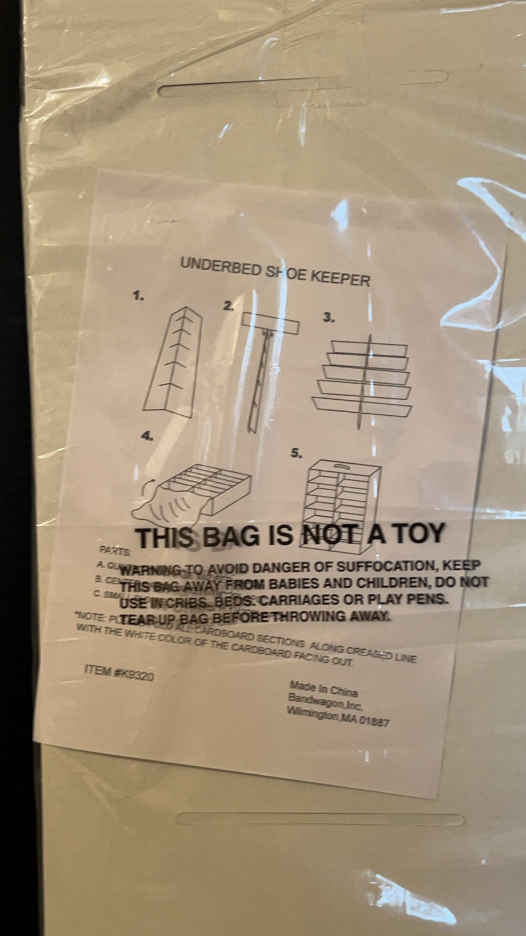 UNDERBED SHOE KEEPER
1.
2.
3.
4.
5.
THIS BAG IS NOT A TOY
WARNING-TO AVOID DANGER OF SUFFOCATION, KEEP
THIS BAG AWAY FROM BABIES AND CHILDREN, DO NOT
USE IN CRIBS. BEDS. CARRIAGES OR PLAY PENS.
TEAR UP BAG BEFORE THROWING AWAY.
PARTS
A.
B.
C.
*NOTE: ALL CARDBOARD SECTIONS ALONG CREASED LINE
WITH THE WHITE COLOR OF THE CARDBOARD FACING OUT
ITEM #K9320
Made In China
Bandwagon,Inc.
Wilmington,MA 01887